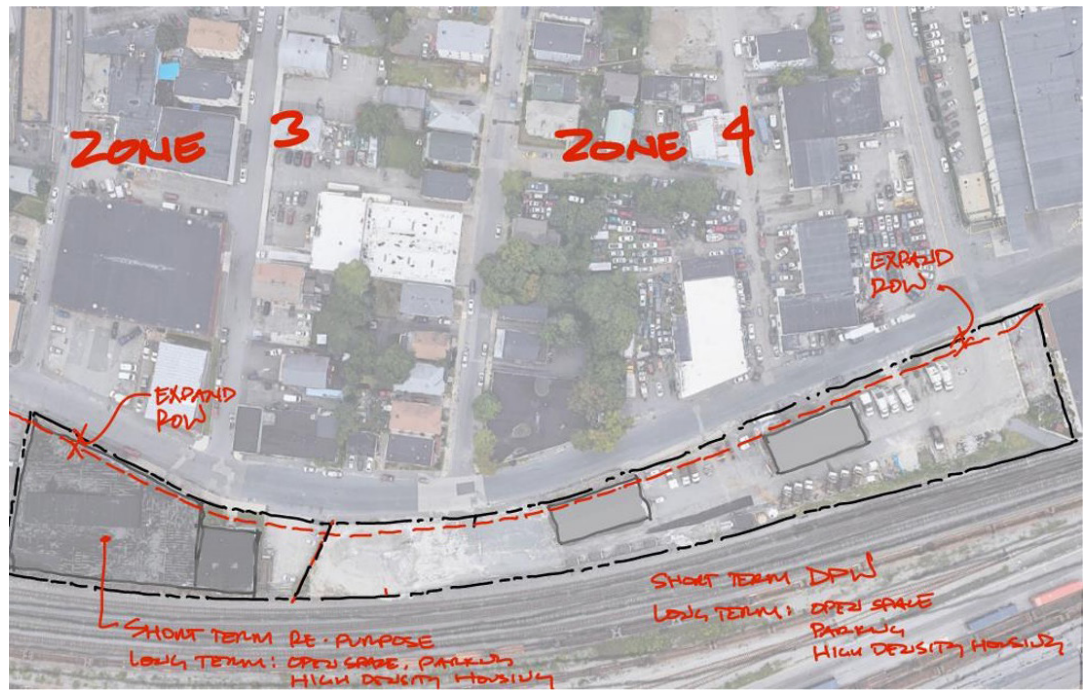 ZONE 3
ZONE 4
EXPAND
ROW
EXPAND
ROW
SHORT TERM RE-PURPOSE
LONG TERM: OPEN SPACE, PARKING
HIGH DENSITY HOUSING
SHORT TERM DPW
LONG TERM: OPEN SPACE
PARKING
HIGH DENSITY HOUSING